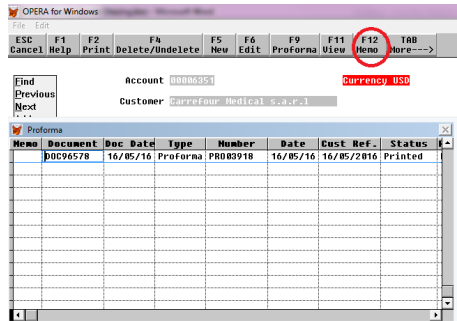 OPERA for Windows
File Edit
ESC F1 F2 F4 F5 F6 F9 F11 F12 TAB
Cancel Help Print Delete/Undelete New Edit Proforma View Memo More--->
Find Account 00006351 Currency USD
Previous
Next Customer Carrefour Medical s.a.r.l
Proforma
Memo Document Doc Date Type Number Date Cust Ref. Status
DOC96578 16/05/16 Proforma PRO03918 16/05/16 16/05/2016 Printed